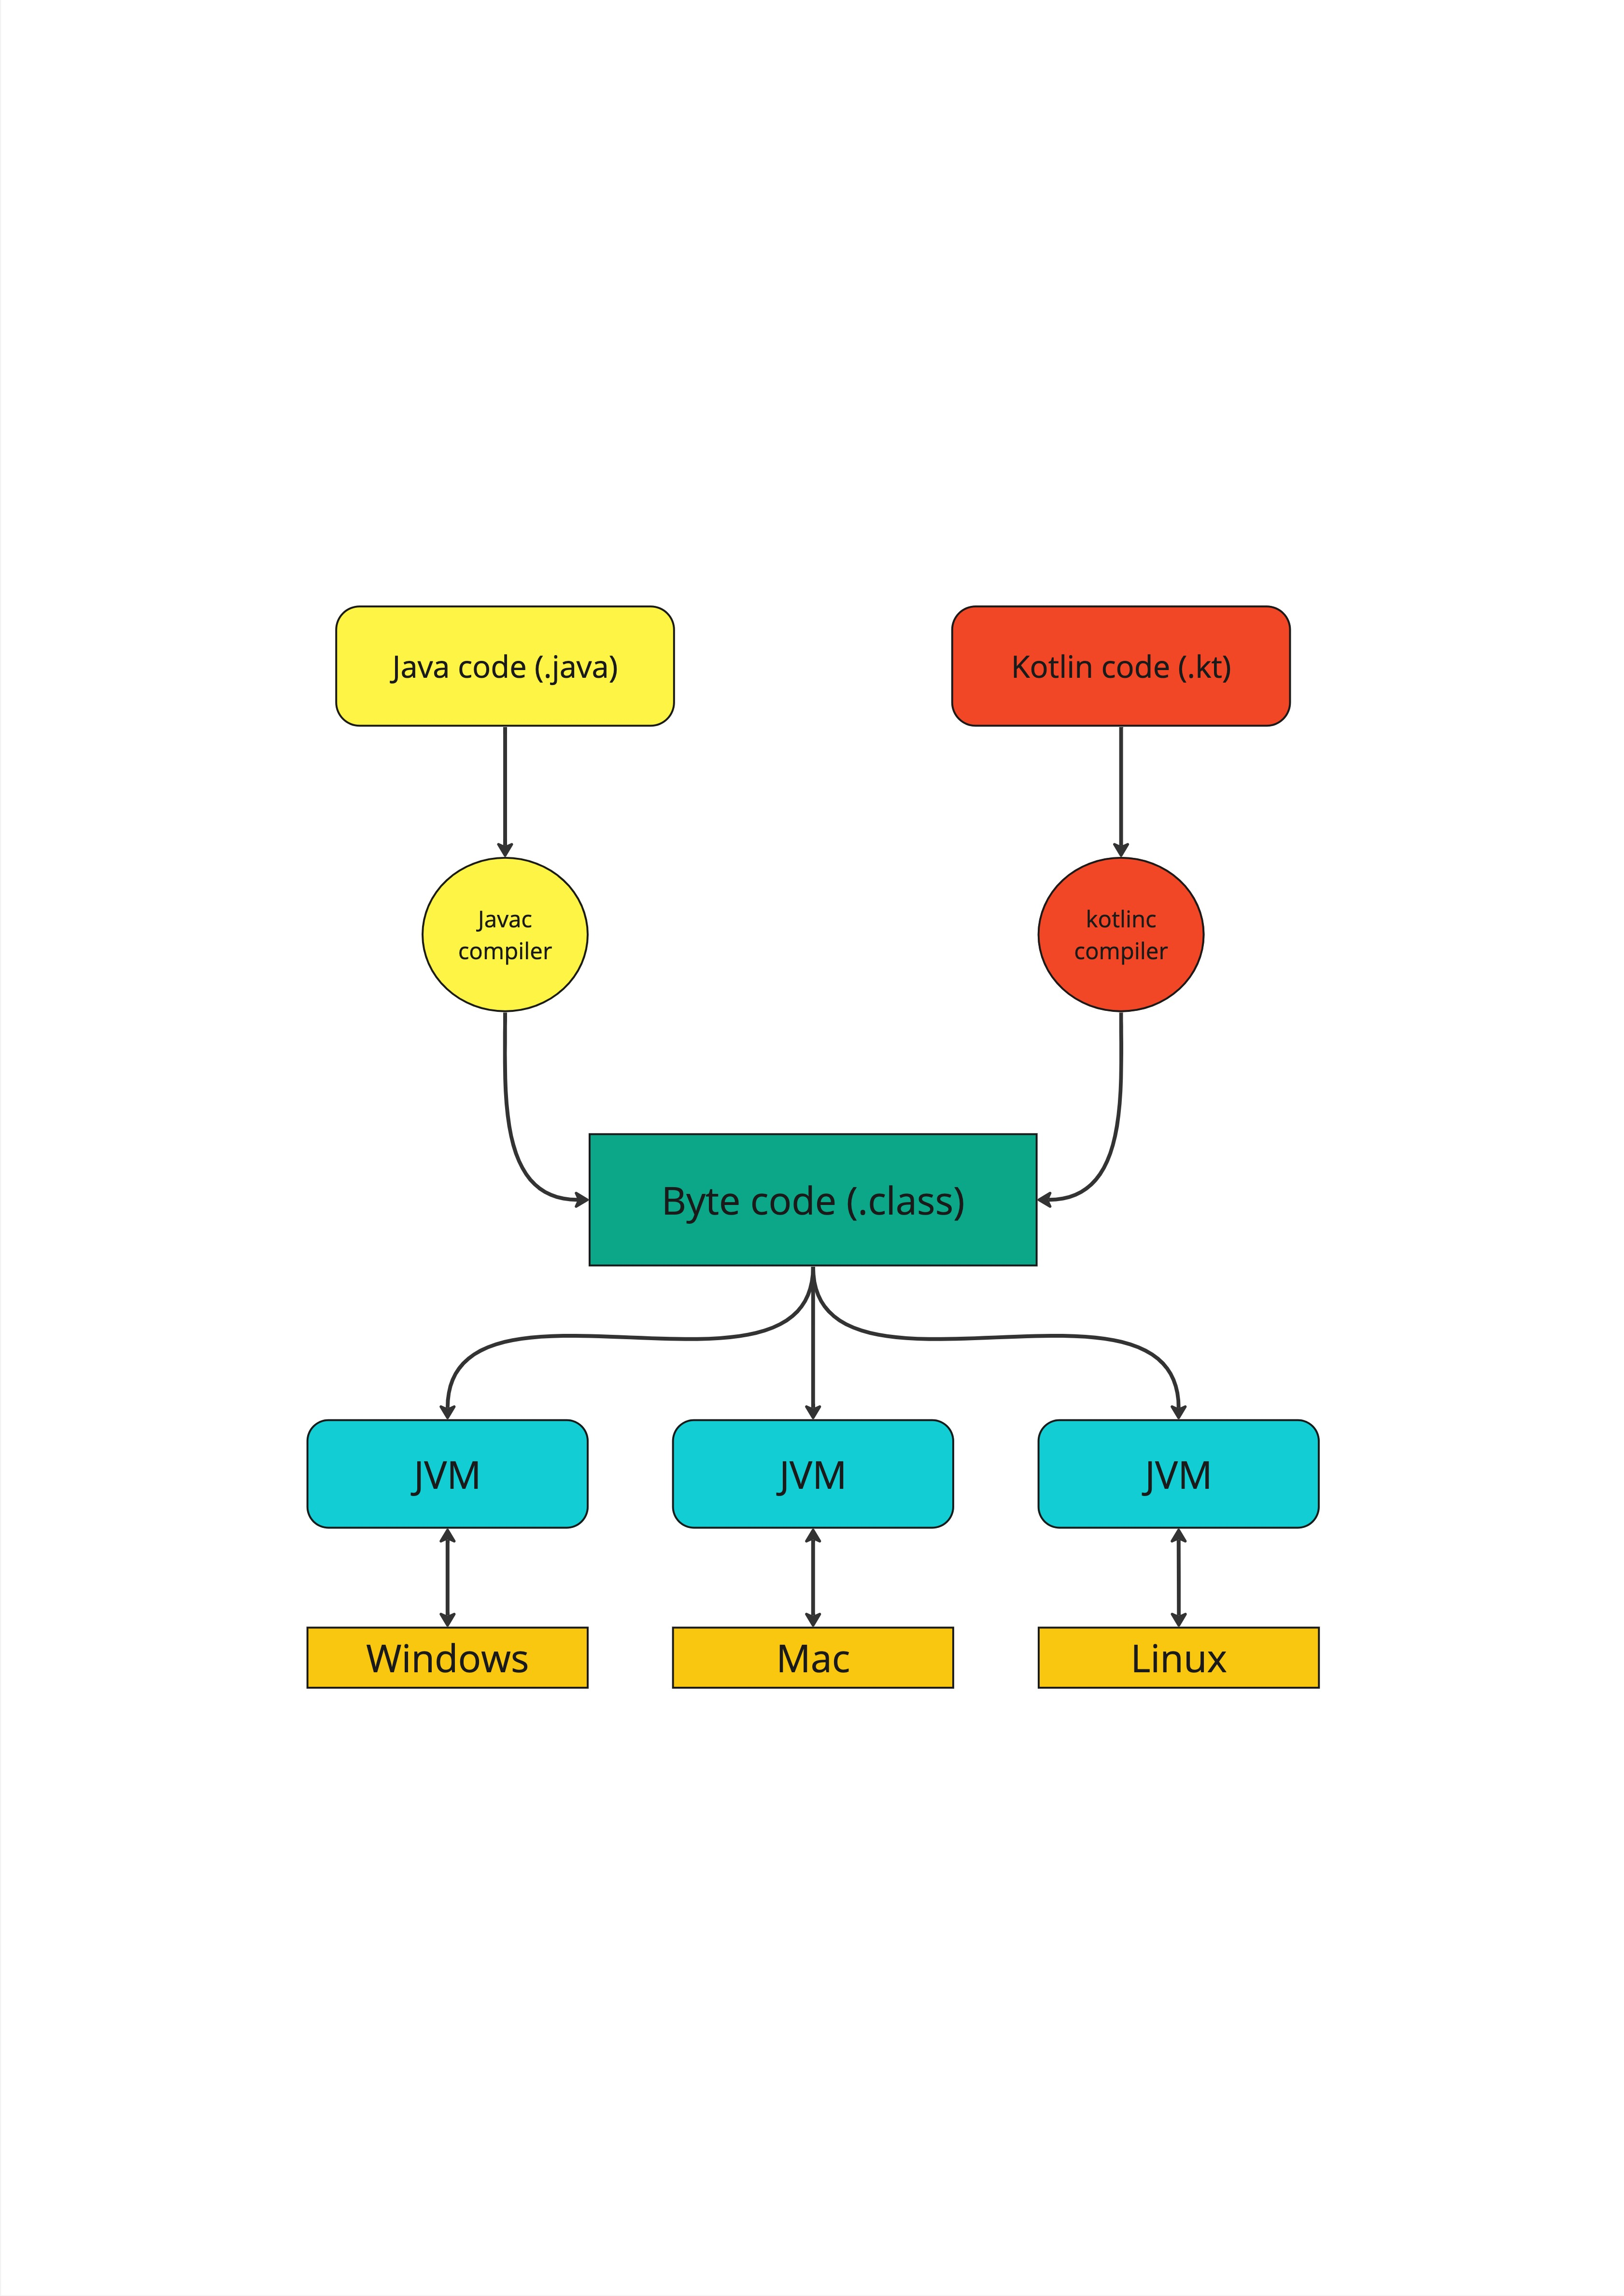 Java code (.java)
Kotlin code (.kt)
Javac
compiler
kotlinc
compiler
Byte code (.class)
JVM
JVM
JVM
Windows
Mac
Linux